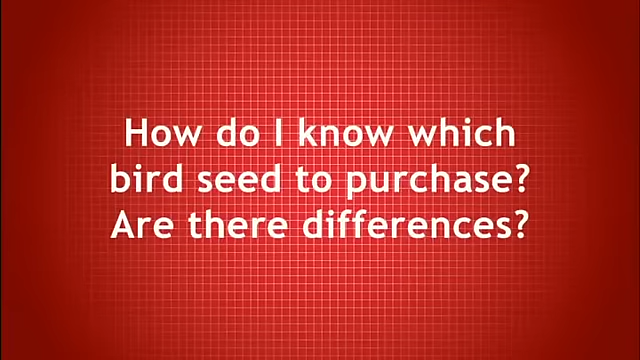 How do I know which
bird seed to purchase?
Are there differences?